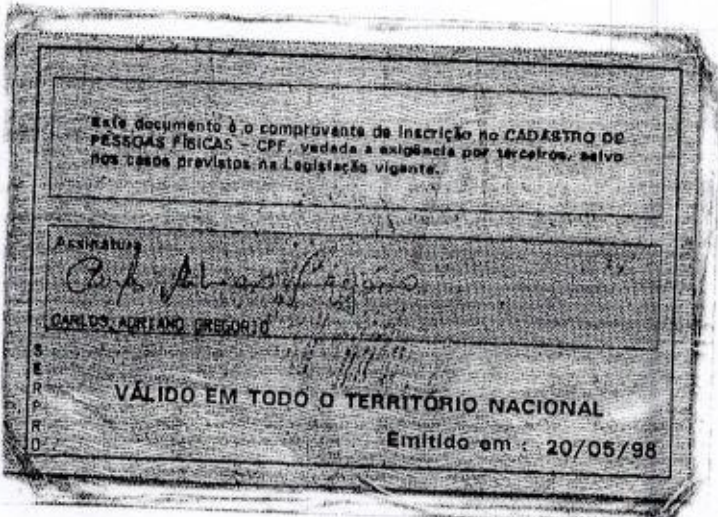 Este documento é o comprovante de inscrição no CADASTRO DE
PESSOAS FÍSICAS - CPF, vedada a exigência por terceiros, salvo
nos casos previstos na Legislação vigente.
Assinatura
CARLOS ADRIANO GREGORIO
SERPRO
VÁLIDO EM TODO O TERRITÓRIO NACIONAL
Emitido em : 20/05/98